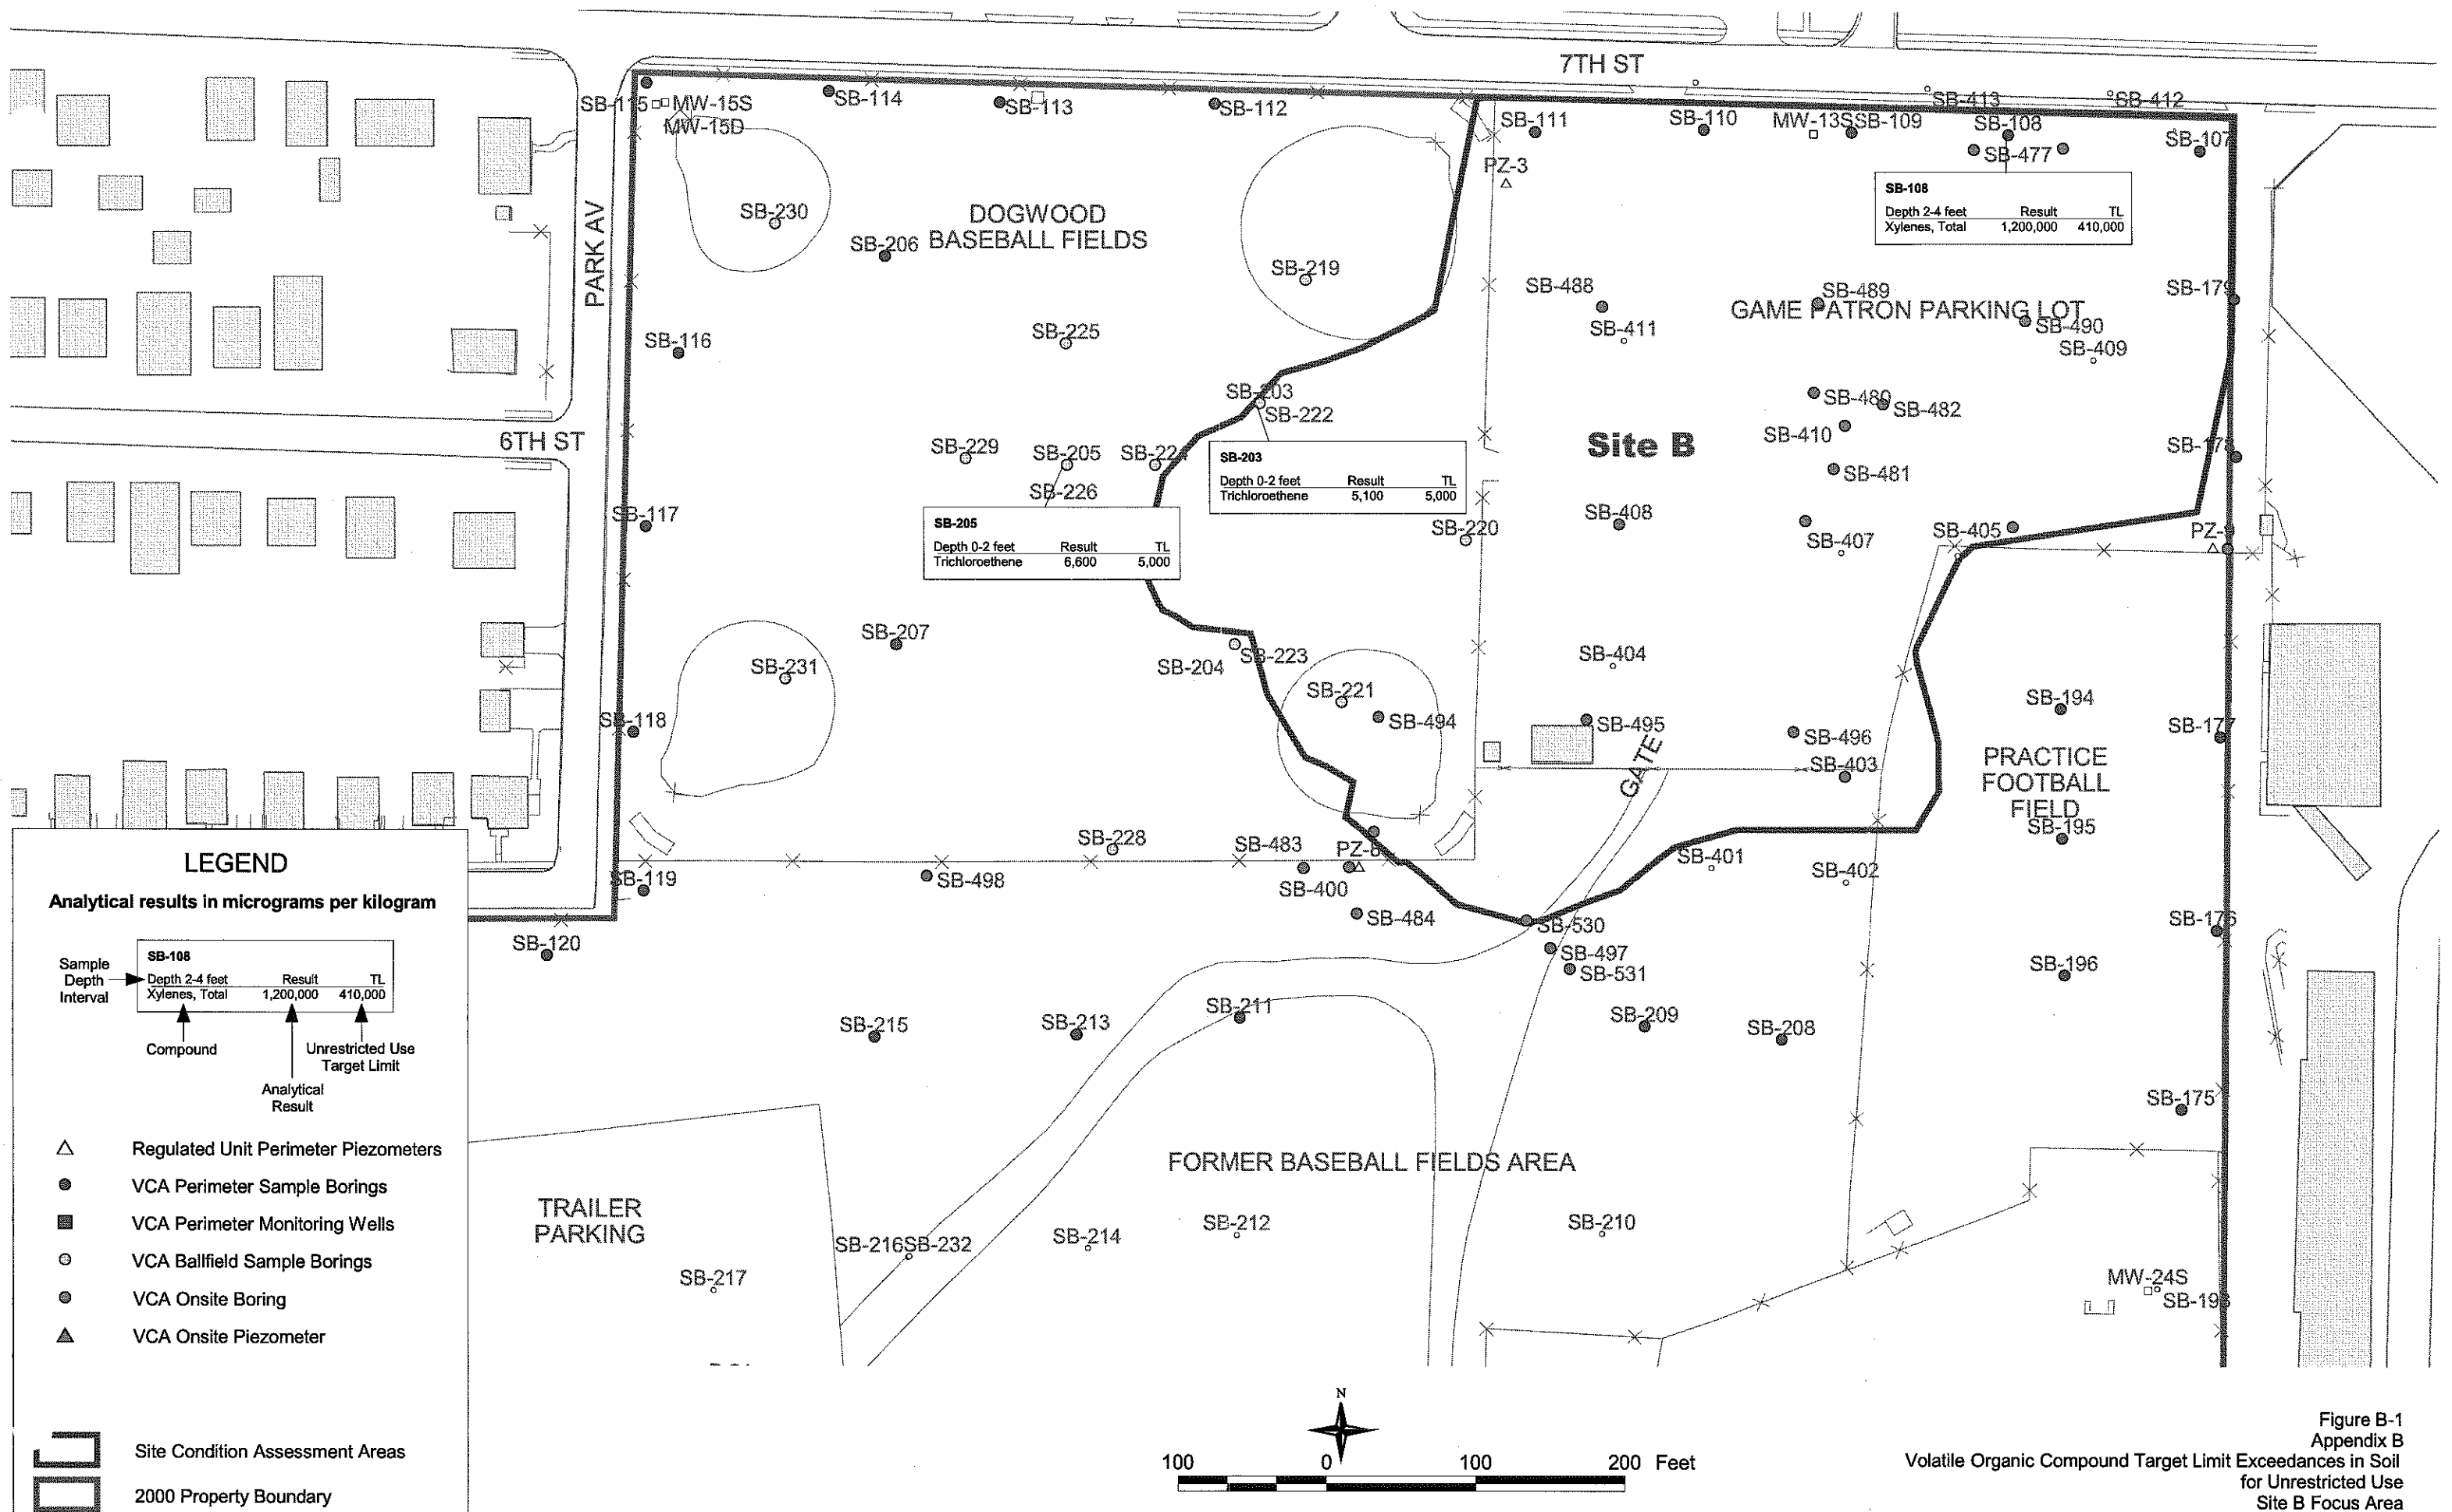 7TH ST
SB-115
MW-15S
MW-15D
SB-114
SB-113
SB-112
SB-111
SB-110
MW-13S
SB-109
SB-413
SB-412
SB-108
SB-477
SB-107
PZ-3
SB-108
Depth 2-4 feet Result TL
Xylenes, Total 1,200,000 410,000
PARK AV
SB-230
SB-206
DOGWOOD
BASEBALL FIELDS
SB-219
SB-488
SB-411
SB-489
GAME PATRON PARKING LOT
SB-490
SB-409
SB-179
SB-116
SB-225
SB-203
SB-222
SB-480
SB-482
SB-410
6TH ST
SB-229
SB-205
SB-224
SB-226
Site B
SB-481
SB-178
SB-203
Depth 0-2 feet Result TL
Trichloroethene 5,100 5,000
SB-205
Depth 0-2 feet Result TL
Trichloroethene 6,600 5,000
SB-117
SB-220
SB-408
SB-407
SB-405
SB-207
SB-231
SB-204
SB-223
SB-404
SB-221
SB-494
SB-495
SB-194
SB-118
SB-496
SB-403
SB-177
GATE
PRACTICE
FOOTBALL
FIELD
SB-195
SB-228
SB-483
SB-401
SB-402
SB-119
SB-498
SB-400
SB-484
SB-530
SB-176
SB-120
SB-497
SB-531
SB-196
SB-215
SB-213
SB-211
SB-209
SB-208
SB-175
FORMER BASEBALL FIELDS AREA
TRAILER
PARKING
SB-216
SB-232
SB-214
SB-212
SB-210
SB-217
MW-24S
LEGEND
Analytical results in micrograms per kilogram
Sample
Depth
Interval
SB-108
Depth 2-4 feet Result TL
Xylenes, Total 1,200,000 410,000
Compound
Unrestricted Use
Target Limit
Analytical
Result
Regulated Unit Perimeter Piezometers
VCA Perimeter Sample Borings
VCA Perimeter Monitoring Wells
VCA Ballfield Sample Borings
VCA Onsite Boring
VCA Onsite Piezometer
Site Condition Assessment Areas
2000 Property Boundary
N
100 0 100 200 Feet
Figure B-1
Appendix B
Volatile Organic Compound Target Limit Exceedances in Soil
for Unrestricted Use
Site B Focus Area